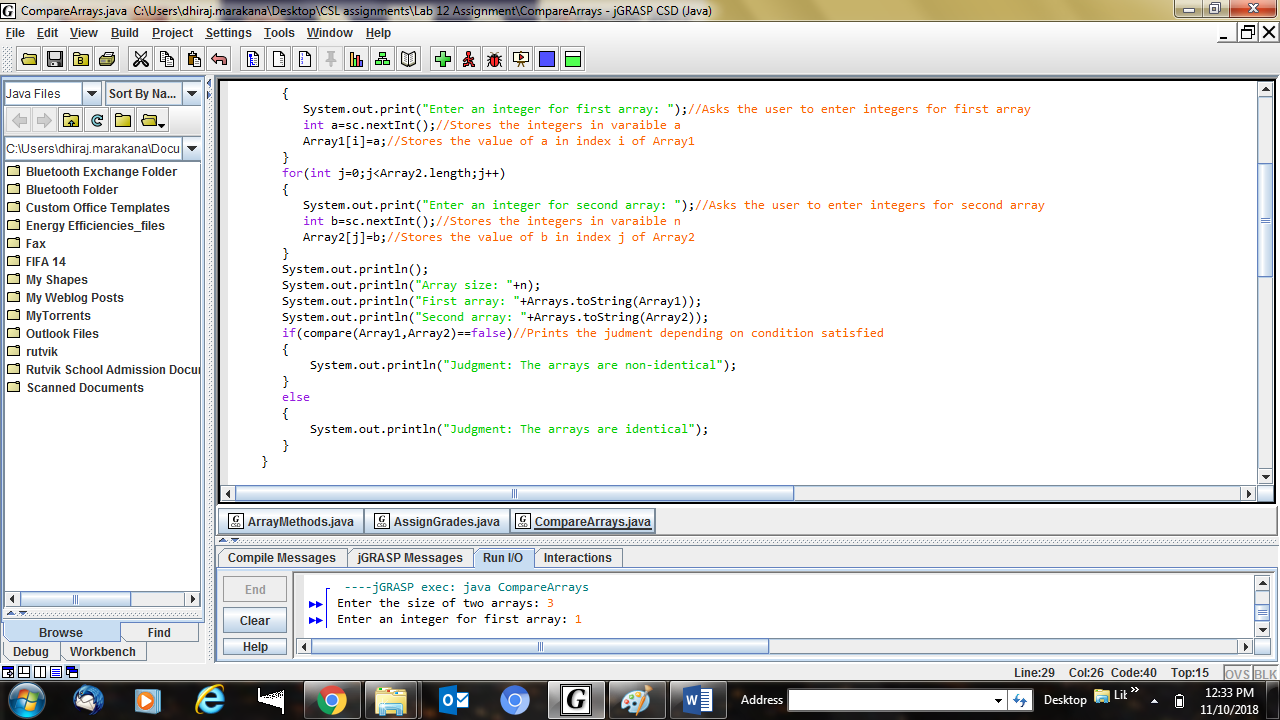 CompareArrays.java C:\Users\dhiraj.marakana\Desktop\CSL assignments\Lab 12 Assignment\CompareArrays - jGRASP CSD (Java)
File Edit View Build Project Settings Tools Window Help
Java Files
Sort By Na...
C:\Users\dhiraj.marakana\Docu
Bluetooth Exchange Folder
Bluetooth Folder
Custom Office Templates
Energy Efficiencies_files
Fax
FIFA 14
My Shapes
My Weblog Posts
MyTorrents
Outlook Files
rutvik
Rutvik School Admission Docu
Scanned Documents
Browse Find
Debug Workbench
{
System.out.print("Enter an integer for first array: ");//Asks the user to enter integers for first array
int a=sc.nextInt();//Stores the integers in varaible a
Array1[i]=a;//Stores the value of a in index i of Array1
}
for(int j=0;j<Array2.length;j++)
{
System.out.print("Enter an integer for second array: ");//Asks the user to enter integers for second array
int b=sc.nextInt();//Stores the integers in varaible n
Array2[j]=b;//Stores the value of b in index j of Array2
}
System.out.println();
System.out.println("Array size: "+n);
System.out.println("First array: "+Arrays.toString(Array1));
System.out.println("Second array: "+Arrays.toString(Array2));
if(compare(Array1,Array2)==false)//Prints the judment depending on condition satisfied
{
System.out.println("Judgment: The arrays are non-identical");
}
else
{
System.out.println("Judgment: The arrays are identical");
}
}
ArrayMethods.java AssignGrades.java CompareArrays.java
Compile Messages jGRASP Messages Run I/O Interactions
End
Clear
Help
----jGRASP exec: java CompareArrays
Enter the size of two arrays: 3
Enter an integer for first array: 1
Line:29 Col:26 Code:40 Top:15 OVS BLK
Address
Desktop
Lit
12:33 PM
11/10/2018